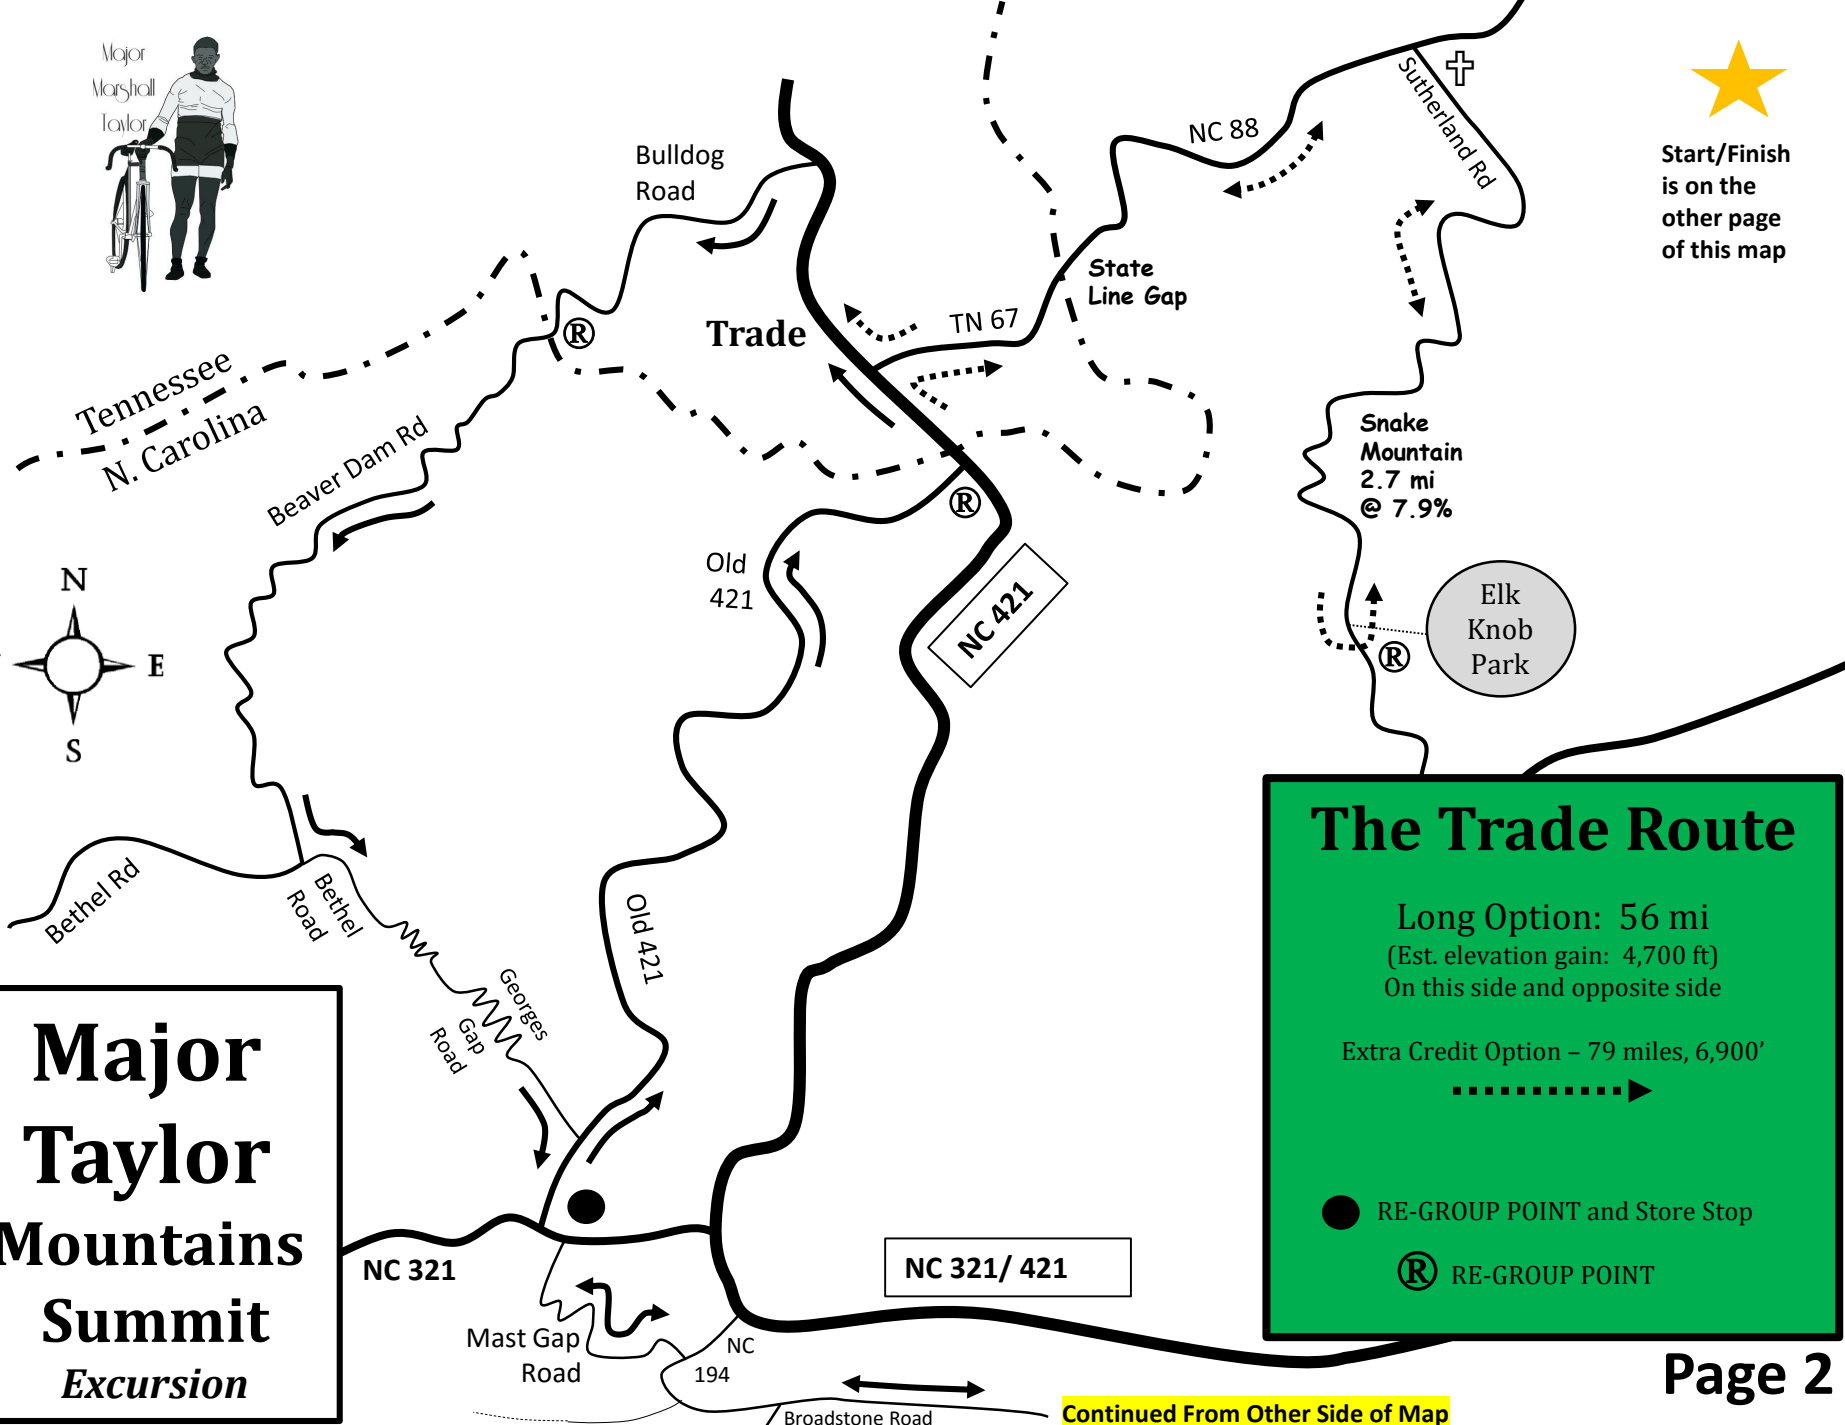 Major
Marshall
Taylor
Bulldog
Road
NC 88
Sutherland Rd
Start/Finish
is on the
other page
of this map
State
Line Gap
TN 67
Trade
®
Tennessee
N. Carolina
Beaver Dam Rd
Snake
Mountain
2.7 mi
@ 7.9%
®
Old
421
NC 421
N
E
S
Elk
Knob
Park
®
Bethel Rd
Bethel
Road
Old 421
Georges
Gap
Road
Major
Taylor
Mountains
Summit
Excursion
NC 321
NC 321/ 421
Mast Gap
Road
NC
194
Broadstone Road
Continued From Other Side of Map
The Trade Route
Long Option: 56 mi
(Est. elevation gain: 4,700 ft)
On this side and opposite side
Extra Credit Option – 79 miles, 6,900’
RE-GROUP POINT and Store Stop
® RE-GROUP POINT
Page 2